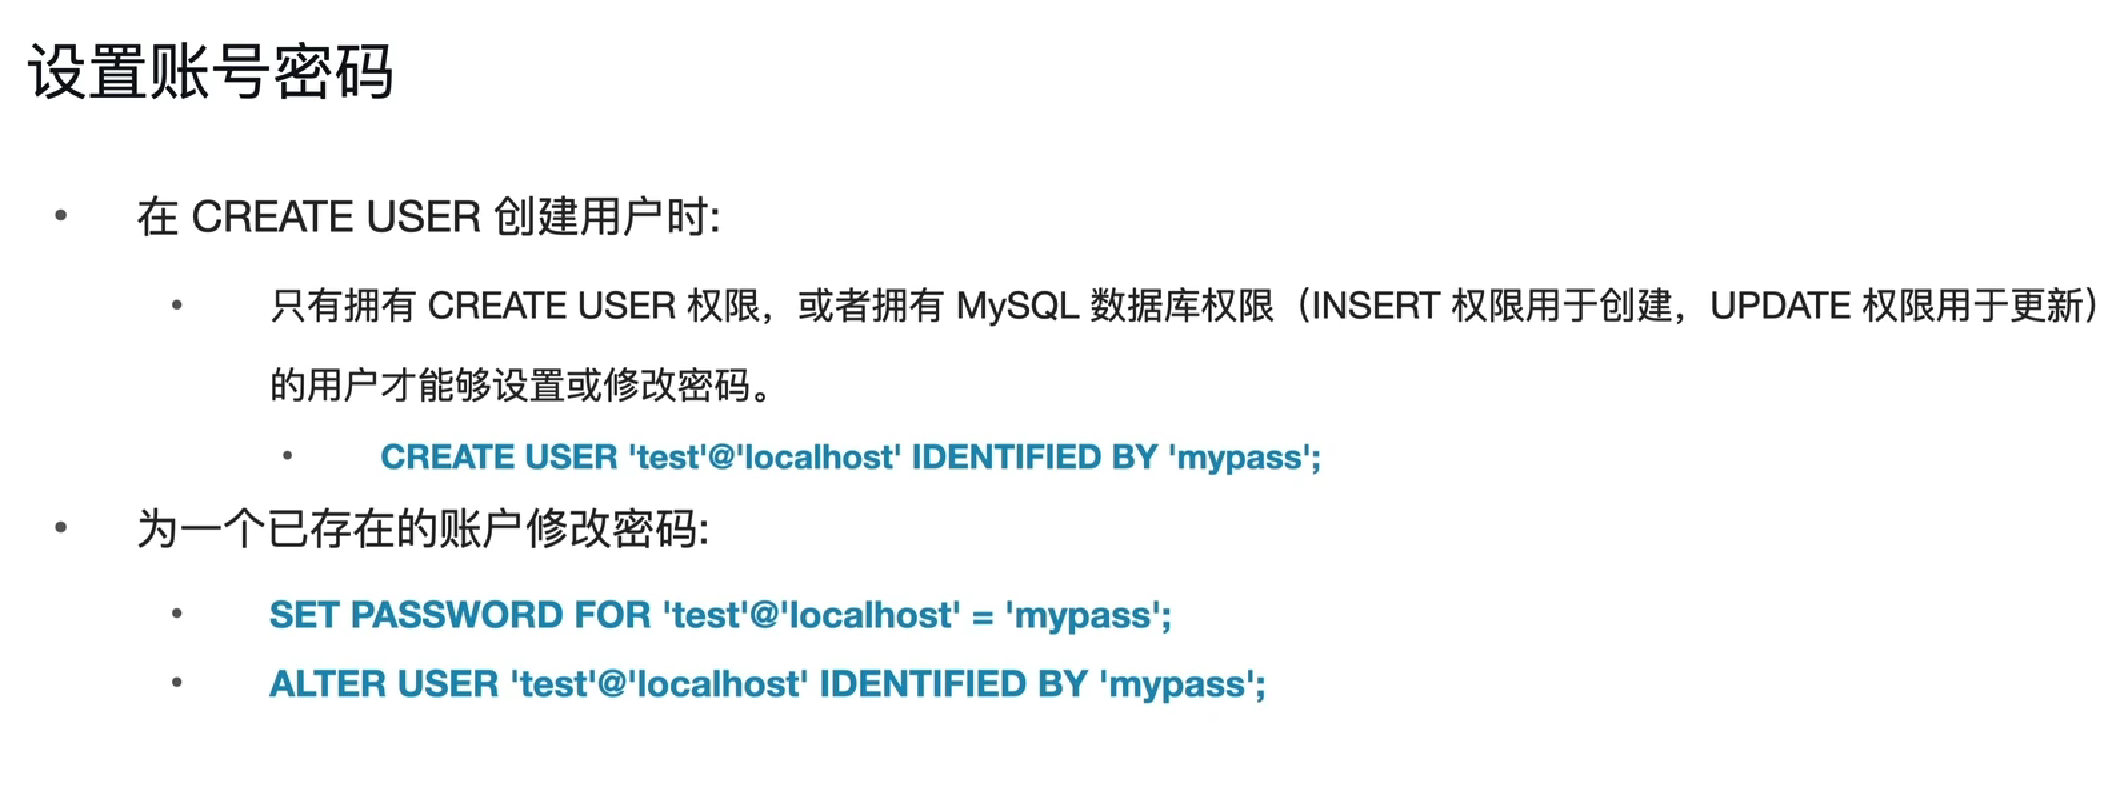 设置账号密码
• 在 CREATE USER 创建用户时:
• 只有拥有 CREATE USER 权限，或者拥有 MySQL 数据库权限（INSERT 权限用于创建，UPDATE 权限用于更新）
的用户才能够设置或修改密码。
• CREATE USER 'test'@'localhost' IDENTIFIED BY 'mypass';
• 为一个已存在的账户修改密码:
• SET PASSWORD FOR 'test'@'localhost' = 'mypass';
• ALTER USER 'test'@'localhost' IDENTIFIED BY 'mypass';